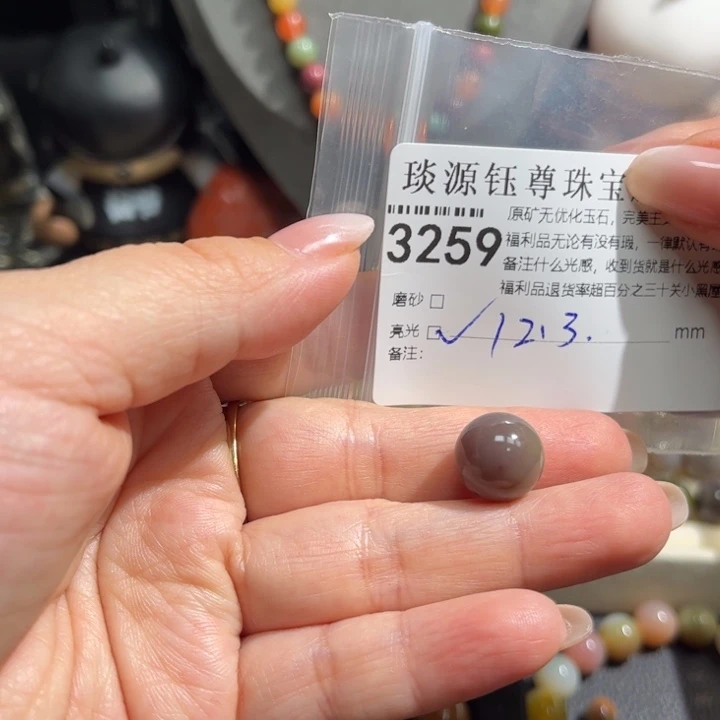 琰源钰尊珠宝
3259
原矿无优化玉石，完美主
福利品无论有没有瑕，一律默认有
备注什么光感，收到货就是什么光感
福利品退货率超百分之三十关小黑屋
磨砂 □
亮光 □ ✓ 12.3. mm
备注：